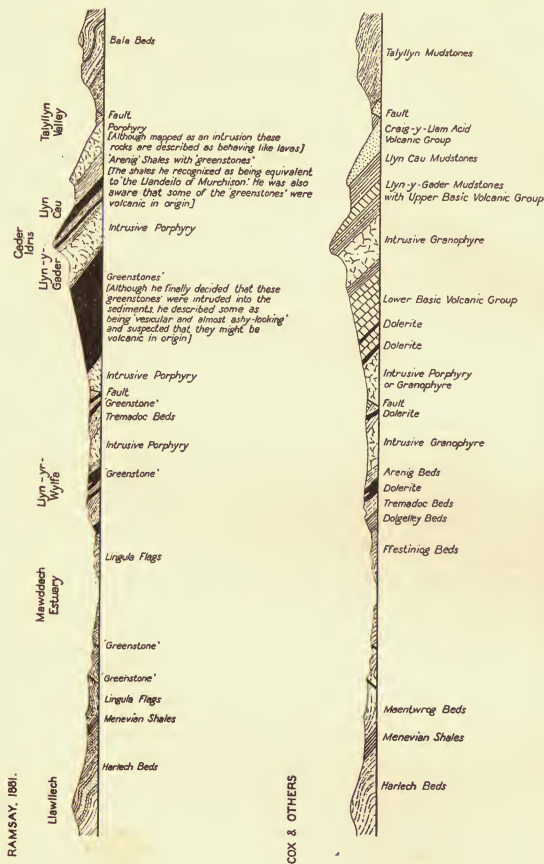 Bala Beds
Talyllyn
Valley
Fault
Porphyry
[Although mapped as an intrusion these
rocks are described as behaving like lavas]
'Arenig' Shales with 'greenstones'
[The shales he recognized as being equivalent
to 'the Llandeilo of Murchison.' He was also
aware that some of the 'greenstones' were
volcanic in origin]
Llyn
Cau
Cader
Idris
Intrusive Porphyry
Llyn-y-
Gader
'Greenstones'
[Although he finally decided that these
'greenstones' were intruded into the
sediments, he described some as
being 'vesicular and almost ashy-looking'
and suspected that they might be
volcanic in origin]
Intrusive Porphyry
Fault
'Greenstone'
Tremadoc Beds
Intrusive Porphyry
Llyn-yr-
Wylfa
'Greenstone'
Lingula Flags
Mawddach
Estuary
'Greenstone'
'Greenstone'
Lingula Flags
Menevian Shales
Harlech Beds
Llawllech
RAMSAY, 1881.
Talyllyn Mudstones
Fault
Craig-y-Llam Acid
Volcanic Group
Llyn Cau Mudstones
Llyn-y-Gader Mudstones
with Upper Basic Volcanic Group
Intrusive Granophyre
Lower Basic Volcanic Group
Dolerite
Dolerite
Intrusive Porphyry
or Granophyre
Fault
Dolerite
Intrusive Granophyre
Arenig Beds
Dolerite
Tremadoc Beds
Dolgelley Beds
Ffestiniog Beds
Maentwrog Beds
Menevian Shales
Harlech Beds
COX & OTHERS